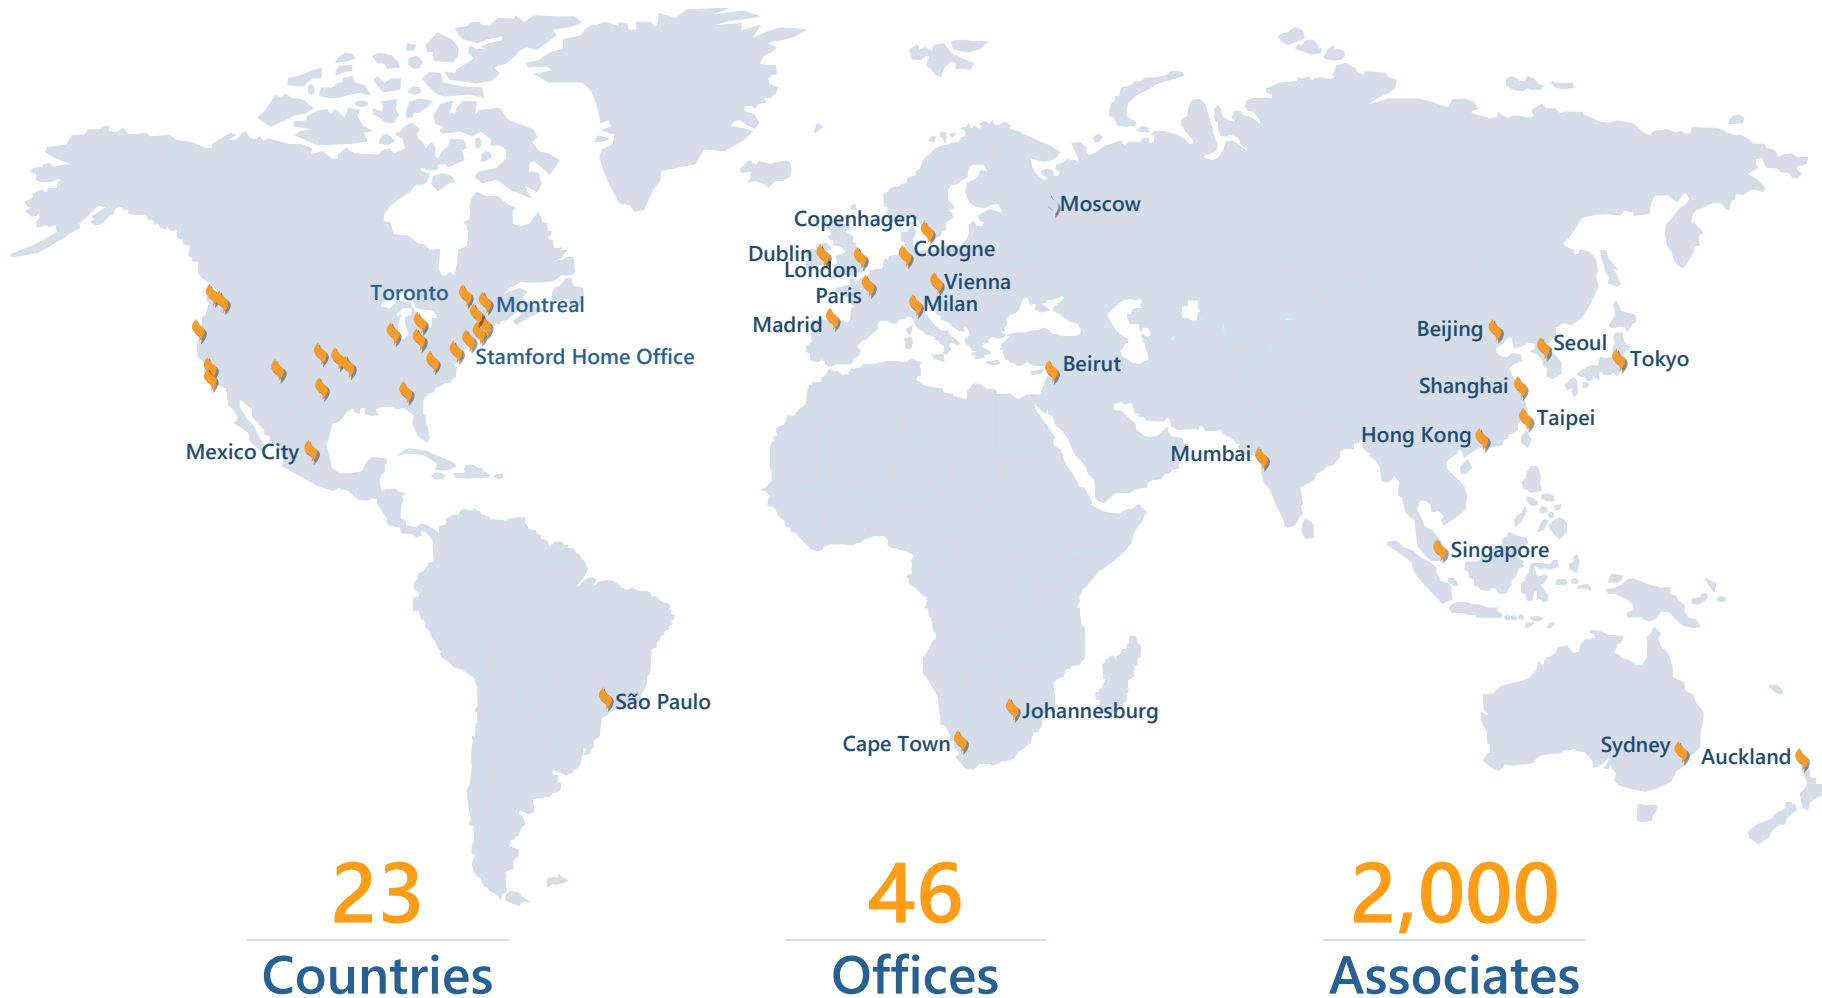 Moscow
Copenhagen
Cologne
Dublin
London
Vienna
Paris
Milan
Madrid
Toronto
Montreal
Stamford Home Office
Beirut
Beijing
Seoul
Tokyo
Shanghai
Taipei
Hong Kong
Mumbai
Mexico City
Singapore
São Paulo
Johannesburg
Cape Town
Sydney
Auckland
23
Countries
46
Offices
2,000
Associates